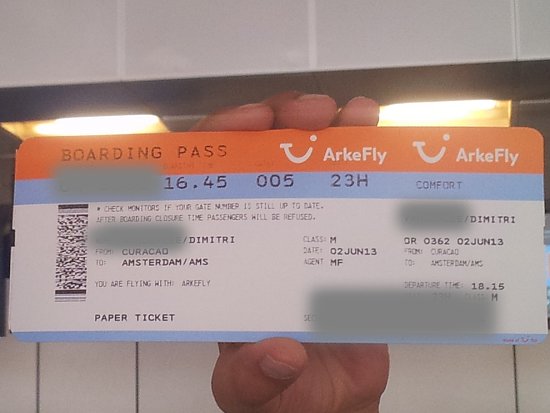 BOARDING PASS
ArkeFly
ArkeFly
16.45 005 23H
COMFORT
* CHECK MONITORS IF YOUR GATE NUMBER IS STILL UP TO DATE.
AFTER BOARDING CLOSURE TIME PASSENGERS WILL BE REFUSED.
/DIMITRI
FROM: CURACAO
TO: AMSTERDAM/AMS
CLASS: M
DATE: 02JUN13
AGENT MF
YOU ARE FLYING WITH: ARKEFLY
PAPER TICKET
/DIMITRI
OR 0362 02JUN13
FROM: CURACAO
TO: AMSTERDAM/AMS
DEPARTURE TIME: 18.15
M